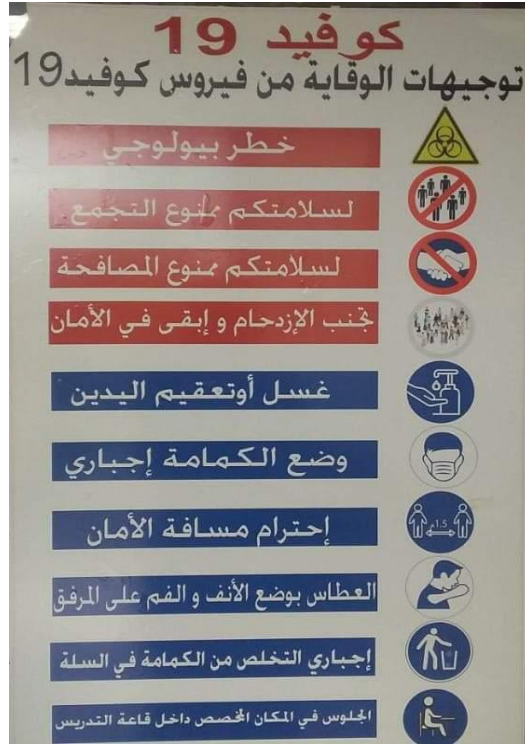 كوفيد 19
توجيهات الوقاية من فيروس كوفيد19
خطر بيولوجي
لسلامتكم ممنوع التجمع
لسلامتكم ممنوع المصافحة
تجنب الإزدحام و إبقى في الأمان
غسل أوتعقيم اليدين
وضع الكمامة إجباري
إحترام مسافة الأمان
1.5
العطاس بوضع الأنف و الفم على المرفق
إجباري التخلص من الكمامة في السلة
الجلوس في المكان المخصص داخل قاعة التدريس